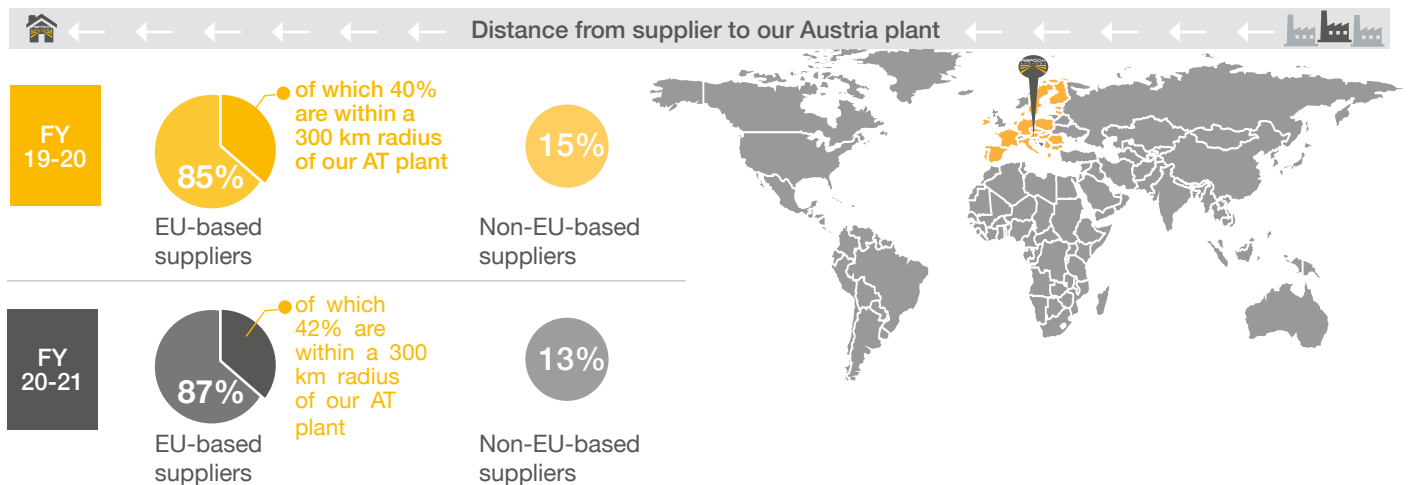 Distance from supplier to our Austria plant
FY
19-20
85%
of which 40%
are within a
300 km radius
of our AT plant
15%
EU-based
suppliers
Non-EU-based
suppliers
FY
20-21
87%
of which
42% are
within a 300
km radius
of our AT
plant
13%
EU-based
suppliers
Non-EU-based
suppliers